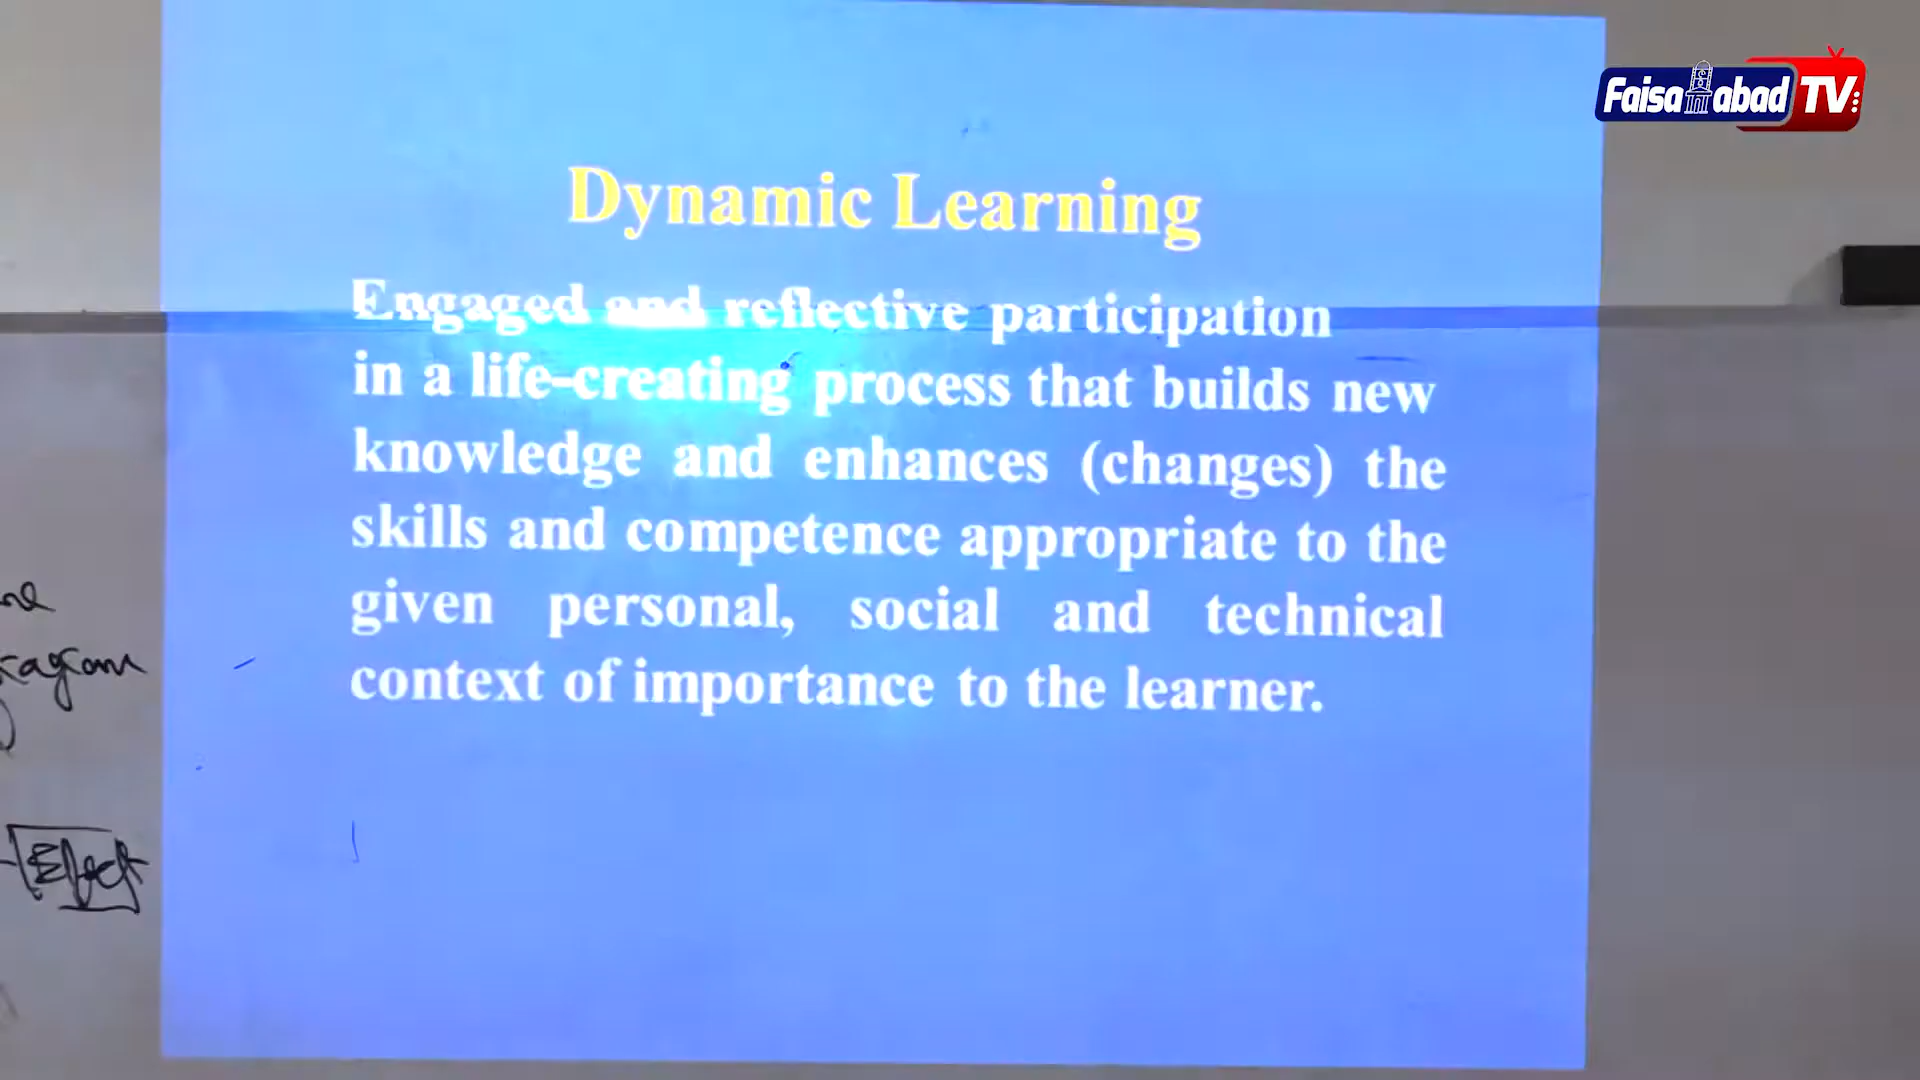 Faisalabad TV
Dynamic Learning
Engaged and reflective participation
in a life-creating process that builds new
knowledge and enhances (changes) the
skills and competence appropriate to the
given personal, social and technical
context of importance to the learner.
Effect